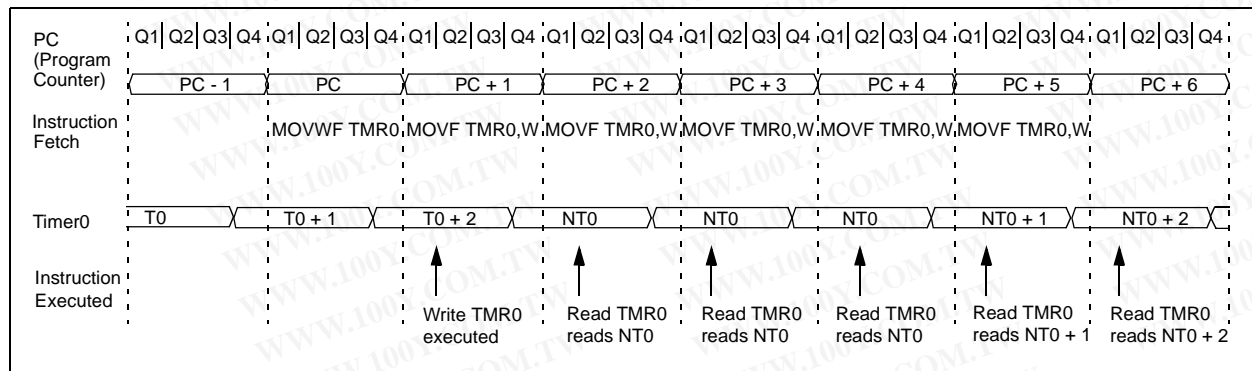 PC (Program Counter)
Q1 Q2 Q3 Q4 Q1 Q2 Q3 Q4 Q1 Q2 Q3 Q4 Q1 Q2 Q3 Q4 Q1 Q2 Q3 Q4 Q1 Q2 Q3 Q4 Q1 Q2 Q3 Q4 Q1 Q2 Q3 Q4
PC - 1 PC PC + 1 PC + 2 PC + 3 PC + 4 PC + 5 PC + 6
Instruction Fetch
MOVWF TMR0 MOVF TMR0,W MOVF TMR0,W MOVF TMR0,W MOVF TMR0,W MOVF TMR0,W
Timer0
T0 T0 + 1 T0 + 2 NT0 NT0 NT0 NT0 + 1 NT0 + 2
Instruction Executed
Write TMR0 executed
Read TMR0 reads NT0
Read TMR0 reads NT0
Read TMR0 reads NT0
Read TMR0 reads NT0 + 1
Read TMR0 reads NT0 + 2
WWW.100Y.COM.TW